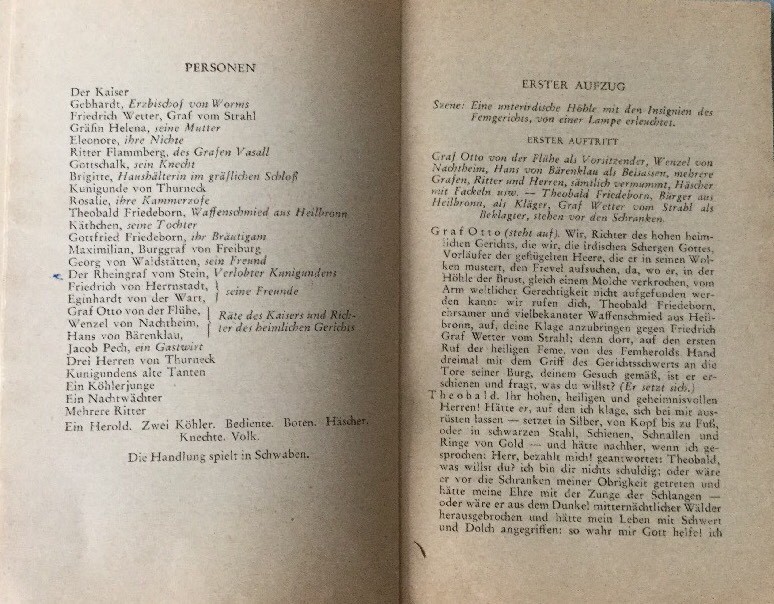 PERSONEN
Der Kaiser
Gebhardt, Erzbischof von Worms
Friedrich Wetter, Graf vom Strahl
Gräfin Helena, seine Mutter
Eleonore, ihre Nichte
Ritter Flammberg, des Grafen Vasall
Gottschalk, sein Knecht
Brigitte, Haushälterin im gräflichen Schloß
Kunigunde von Thurneck
Rosalie, ihre Kammerzofe
Theobald Friedeborn, Waffenschmied aus Heilbronn
Käthchen, seine Tochter
Gottfried Friedeborn, ihr Bräutigam
Maximilian, Burggraf von Freiburg
Georg von Waldstätten, sein Freund
Der Rheingraf vom Stein, Verlobter Kunigundens
Friedrich von Herrnstadt,
Eginhardt von der Wart,
seine Freunde
Graf Otto von der Flühe,
Wenzel von Nachtheim,
Hans von Bärenklau,
Räte des Kaisers und Rich-
ter des heimlichen Gerichts
Jacob Pech, ein Gastwirt
Drei Herren von Thurneck
Kunigundens alte Tanten
Ein Köhlerjunge
Ein Nachtwächter
Mehrere Ritter
Ein Herold. Zwei Köhler. Bediente. Boten. Häscher.
Knechte. Volk.
Die Handlung spielt in Schwaben.
ERSTER AUFZUG
Szene: Eine unterirdische Höhle mit den Insignien des
Femgerichts, von einer Lampe erleuchtet.
ERSTER AUFTRITT
Graf Otto von der Flühe als Vorsitzender, Wenzel von
Nachtheim, Hans von Bärenklau als Beisassen, mehrere
Grafen, Ritter und Herren, sämtlich vermummt, Häscher
mit Fackeln usw. — Theobald Friedeborn, Bürger aus
Heilbronn, als Kläger, Graf Wetter vom Strahl als
Beklagter, stehen vor den Schranken.
Graf Otto (steht auf). Wir, Richter des hohen heim-
lichen Gerichts, die wir, die irdischen Schergen Gottes,
Vorläufer der geflügelten Heere, die er in seinen Wol-
ken mustert, den Frevel aufsuchen, da, wo er, in der
Höhle der Brust, gleich einem Molche verkrochen, vom
Arm weltlicher Gerechtigkeit nicht aufgefunden wer-
den kann: wir rufen dich, Theobald Friedeborn,
ehrsamer und vielbekannter Waffenschmied aus Heil-
bronn, auf, deine Klage anzubringen gegen Friedrich
Graf Wetter vom Strahl; denn dort, auf den ersten
Ruf der heiligen Feme, von des Femherolds Hand
dreimal mit dem Griff des Gerichtsschwerts an die
Tore seiner Burg, deinem Gesuch gemäß, ist er er-
schienen und fragt, was du willst? (Er setzt sich.)
Theobald. Ihr hohen, heiligen und geheimnisvollen
Herren! Hätte er, auf den ich klage, sich bei mir aus-
rüsten lassen — setzet in Silber, von Kopf bis zu Fuß,
oder in schwarzen Stahl, Schienen, Schnallen und
Ringe von Gold — und hätte nachher, wenn ich ge-
sprochen: Herr, bezahlt mich! geantwortet: Theobald,
was willst du? ich bin dir nichts schuldig; oder wäre
er vor die Schranken meiner Obrigkeit getreten und
hätte meine Ehre mit der Zunge der Schlangen —
oder wäre er aus dem Dunkel mitternächtlicher Wälder
herausgebrochen und hätte mein Leben mit Schwert
und Dolch angegriffen: so wahr mir Gott helfe! ich